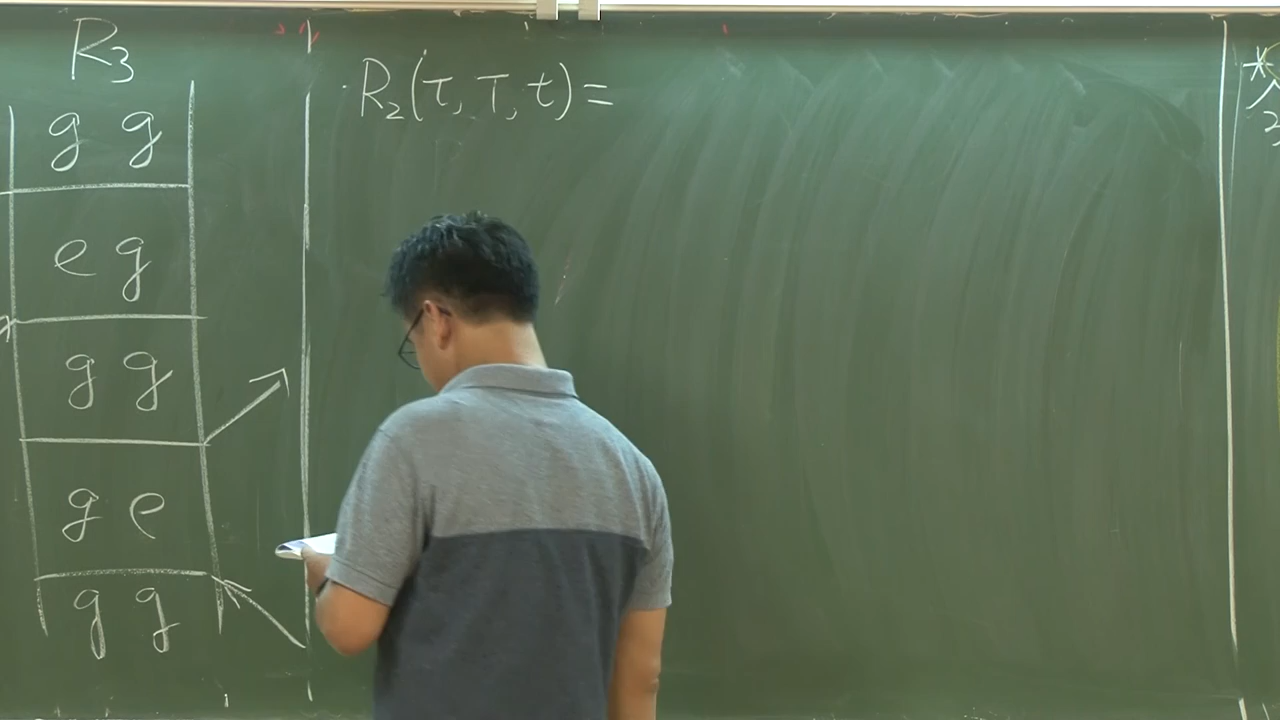 R₃
g g
e g
g g
g e
g g
· R₂(τ, T, t) =
*